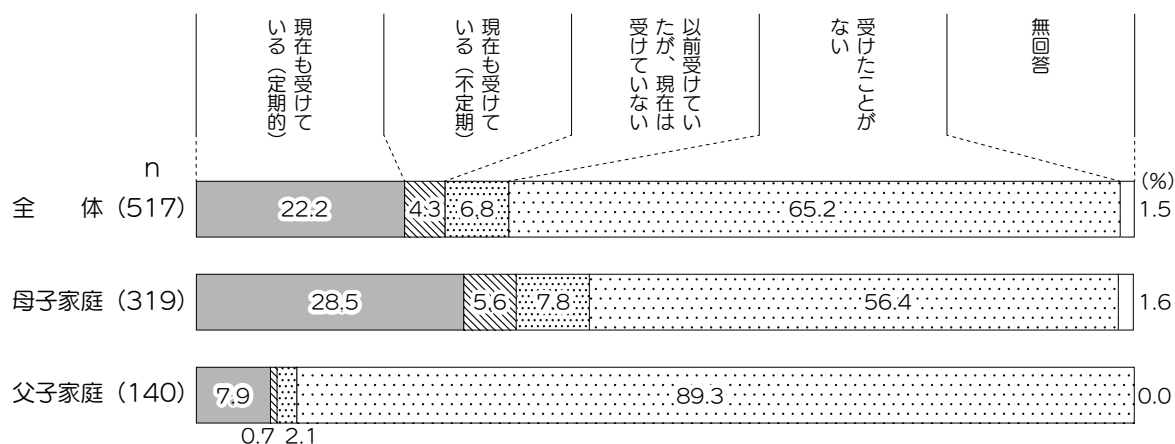 現在も受けて
いる（定期的）
現在も受けて
いる（不定期）
以前受けてい
たが、現在は
受けていない
受けたことが
ない
無回答
n
(%)
全　体（517） 22.2 4.3 6.8 65.2 1.5
母子家庭（319） 28.5 5.6 7.8 56.4 1.6
父子家庭（140） 7.9 89.3 0.0
0.7 2.1